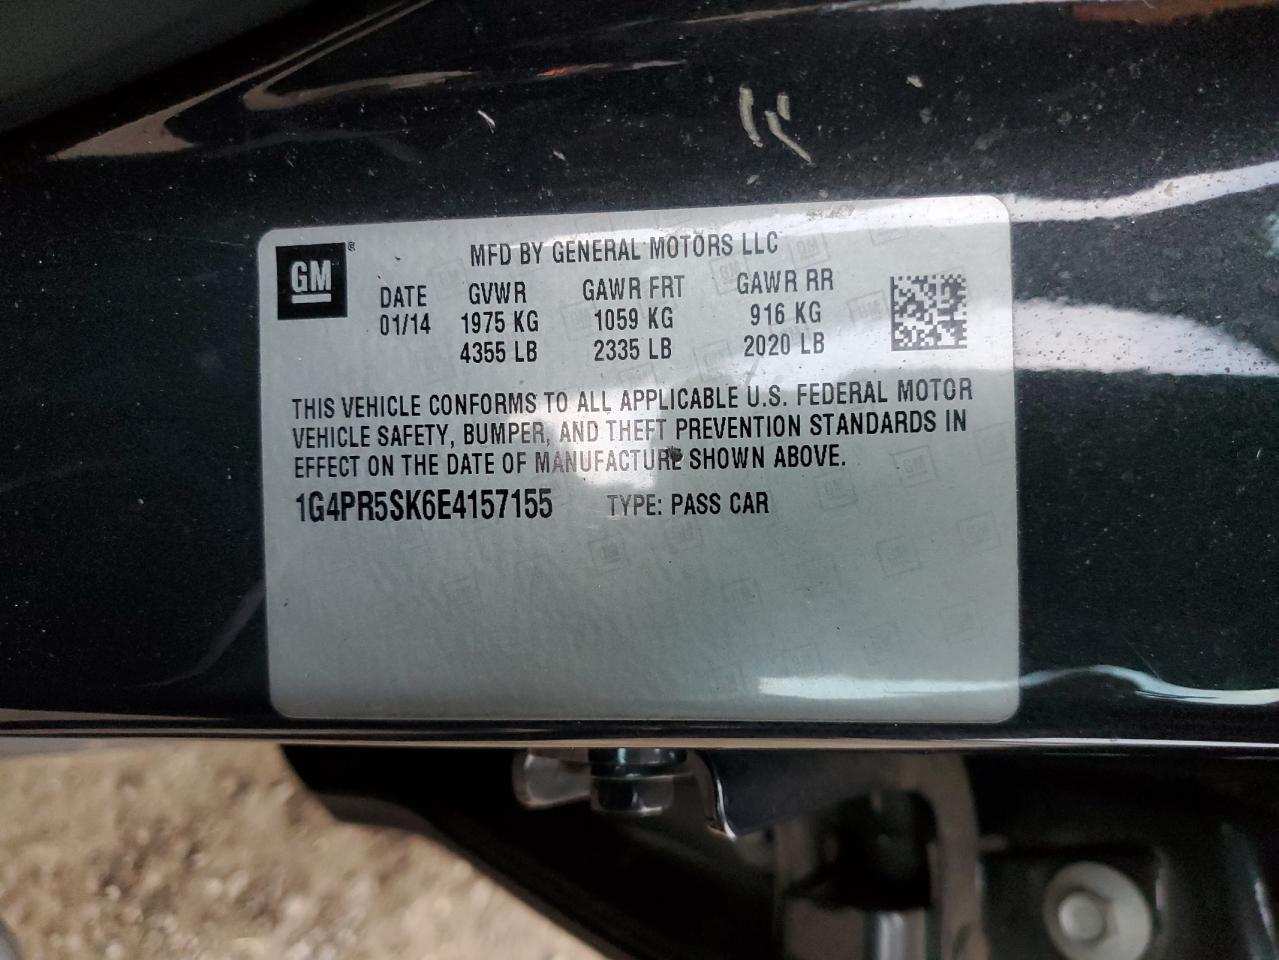 GM ®
MFD BY GENERAL MOTORS LLC
DATE GVWR GAWR FRT GAWR RR
01/14 1975 KG 1059 KG 916 KG
4355 LB 2335 LB 2020 LB
THIS VEHICLE CONFORMS TO ALL APPLICABLE U.S. FEDERAL MOTOR
VEHICLE SAFETY, BUMPER, AND THEFT PREVENTION STANDARDS IN
EFFECT ON THE DATE OF MANUFACTURE SHOWN ABOVE.
1G4PR5SK6E4157155 TYPE: PASS CAR